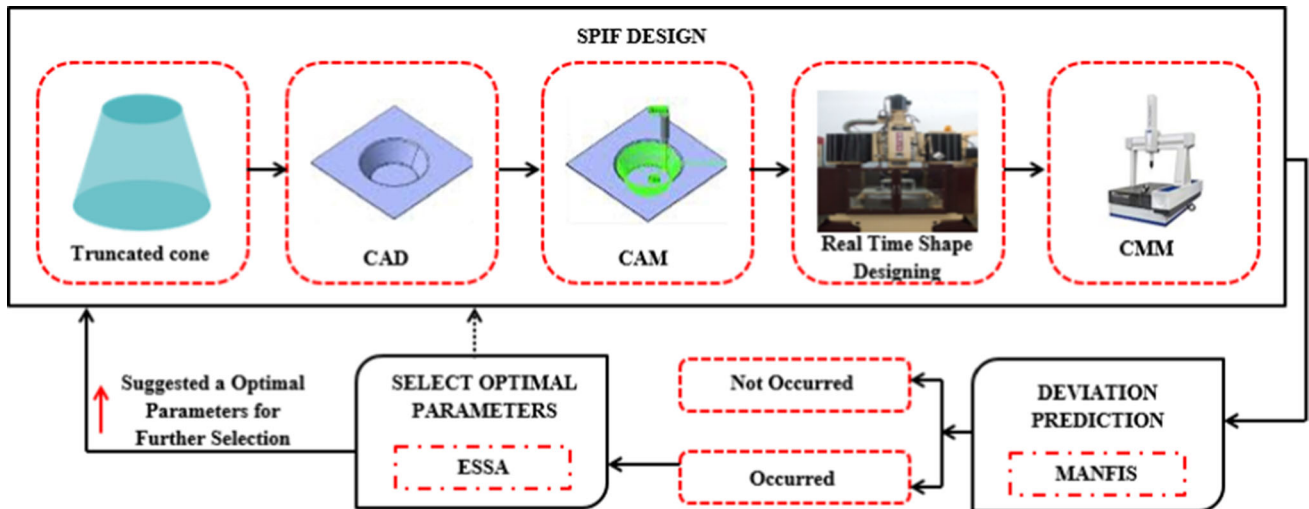 SPIF DESIGN
Truncated cone
CAD
CAM
Real Time Shape
Designing
CMM
Suggested a Optimal
Parameters for
Further Selection
SELECT OPTIMAL
PARAMETERS
ESSA
Not Occurred
Occurred
DEVIATION
PREDICTION
MANFIS